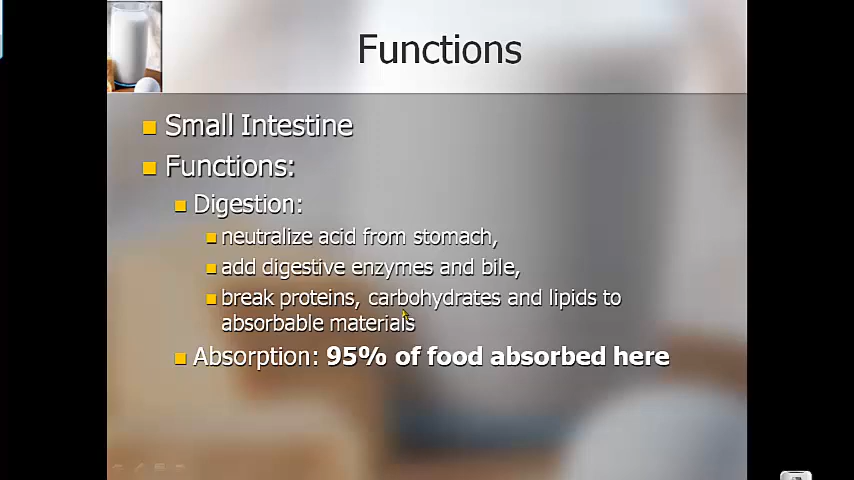 Functions
Small Intestine
Functions:
Digestion:
neutralize acid from stomach,
add digestive enzymes and bile,
break proteins, carbohydrates and lipids to
absorbable materials
Absorption: 95% of food absorbed here